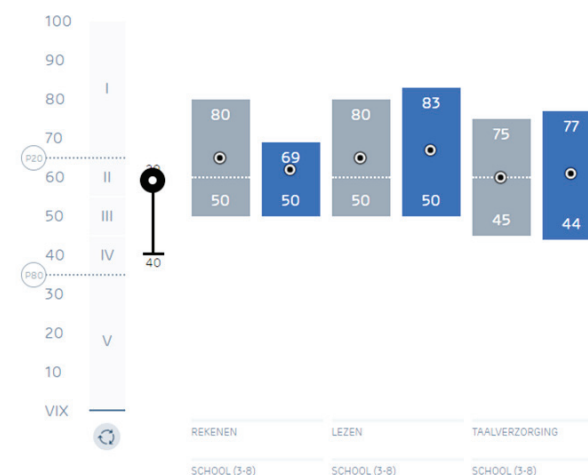 100
90
80
70
P20
60
50
40
P80
30
20
10
VIX
I
II
III
IV
V
40
80
50
69
50
80
50
83
50
75
45
77
44
REKENEN
LEZEN
TAALVERZORGING
SCHOOL (3-8)
SCHOOL (3-8)
SCHOOL (3-8)